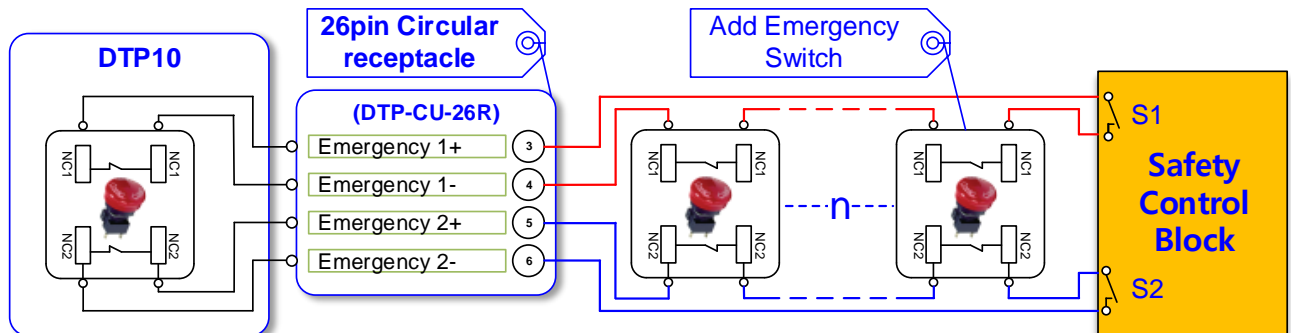 DTP10
26pin Circular
receptacle
Add Emergency
Switch
(DTP-CU-26R)
Emergency 1+
3
Emergency 1-
4
Emergency 2+
5
Emergency 2-
6
NC1
NC1
NC2
NC2
NC1
NC1
NC2
NC2
n
NC1
NC1
NC2
NC2
S1
Safety
Control
Block
S2